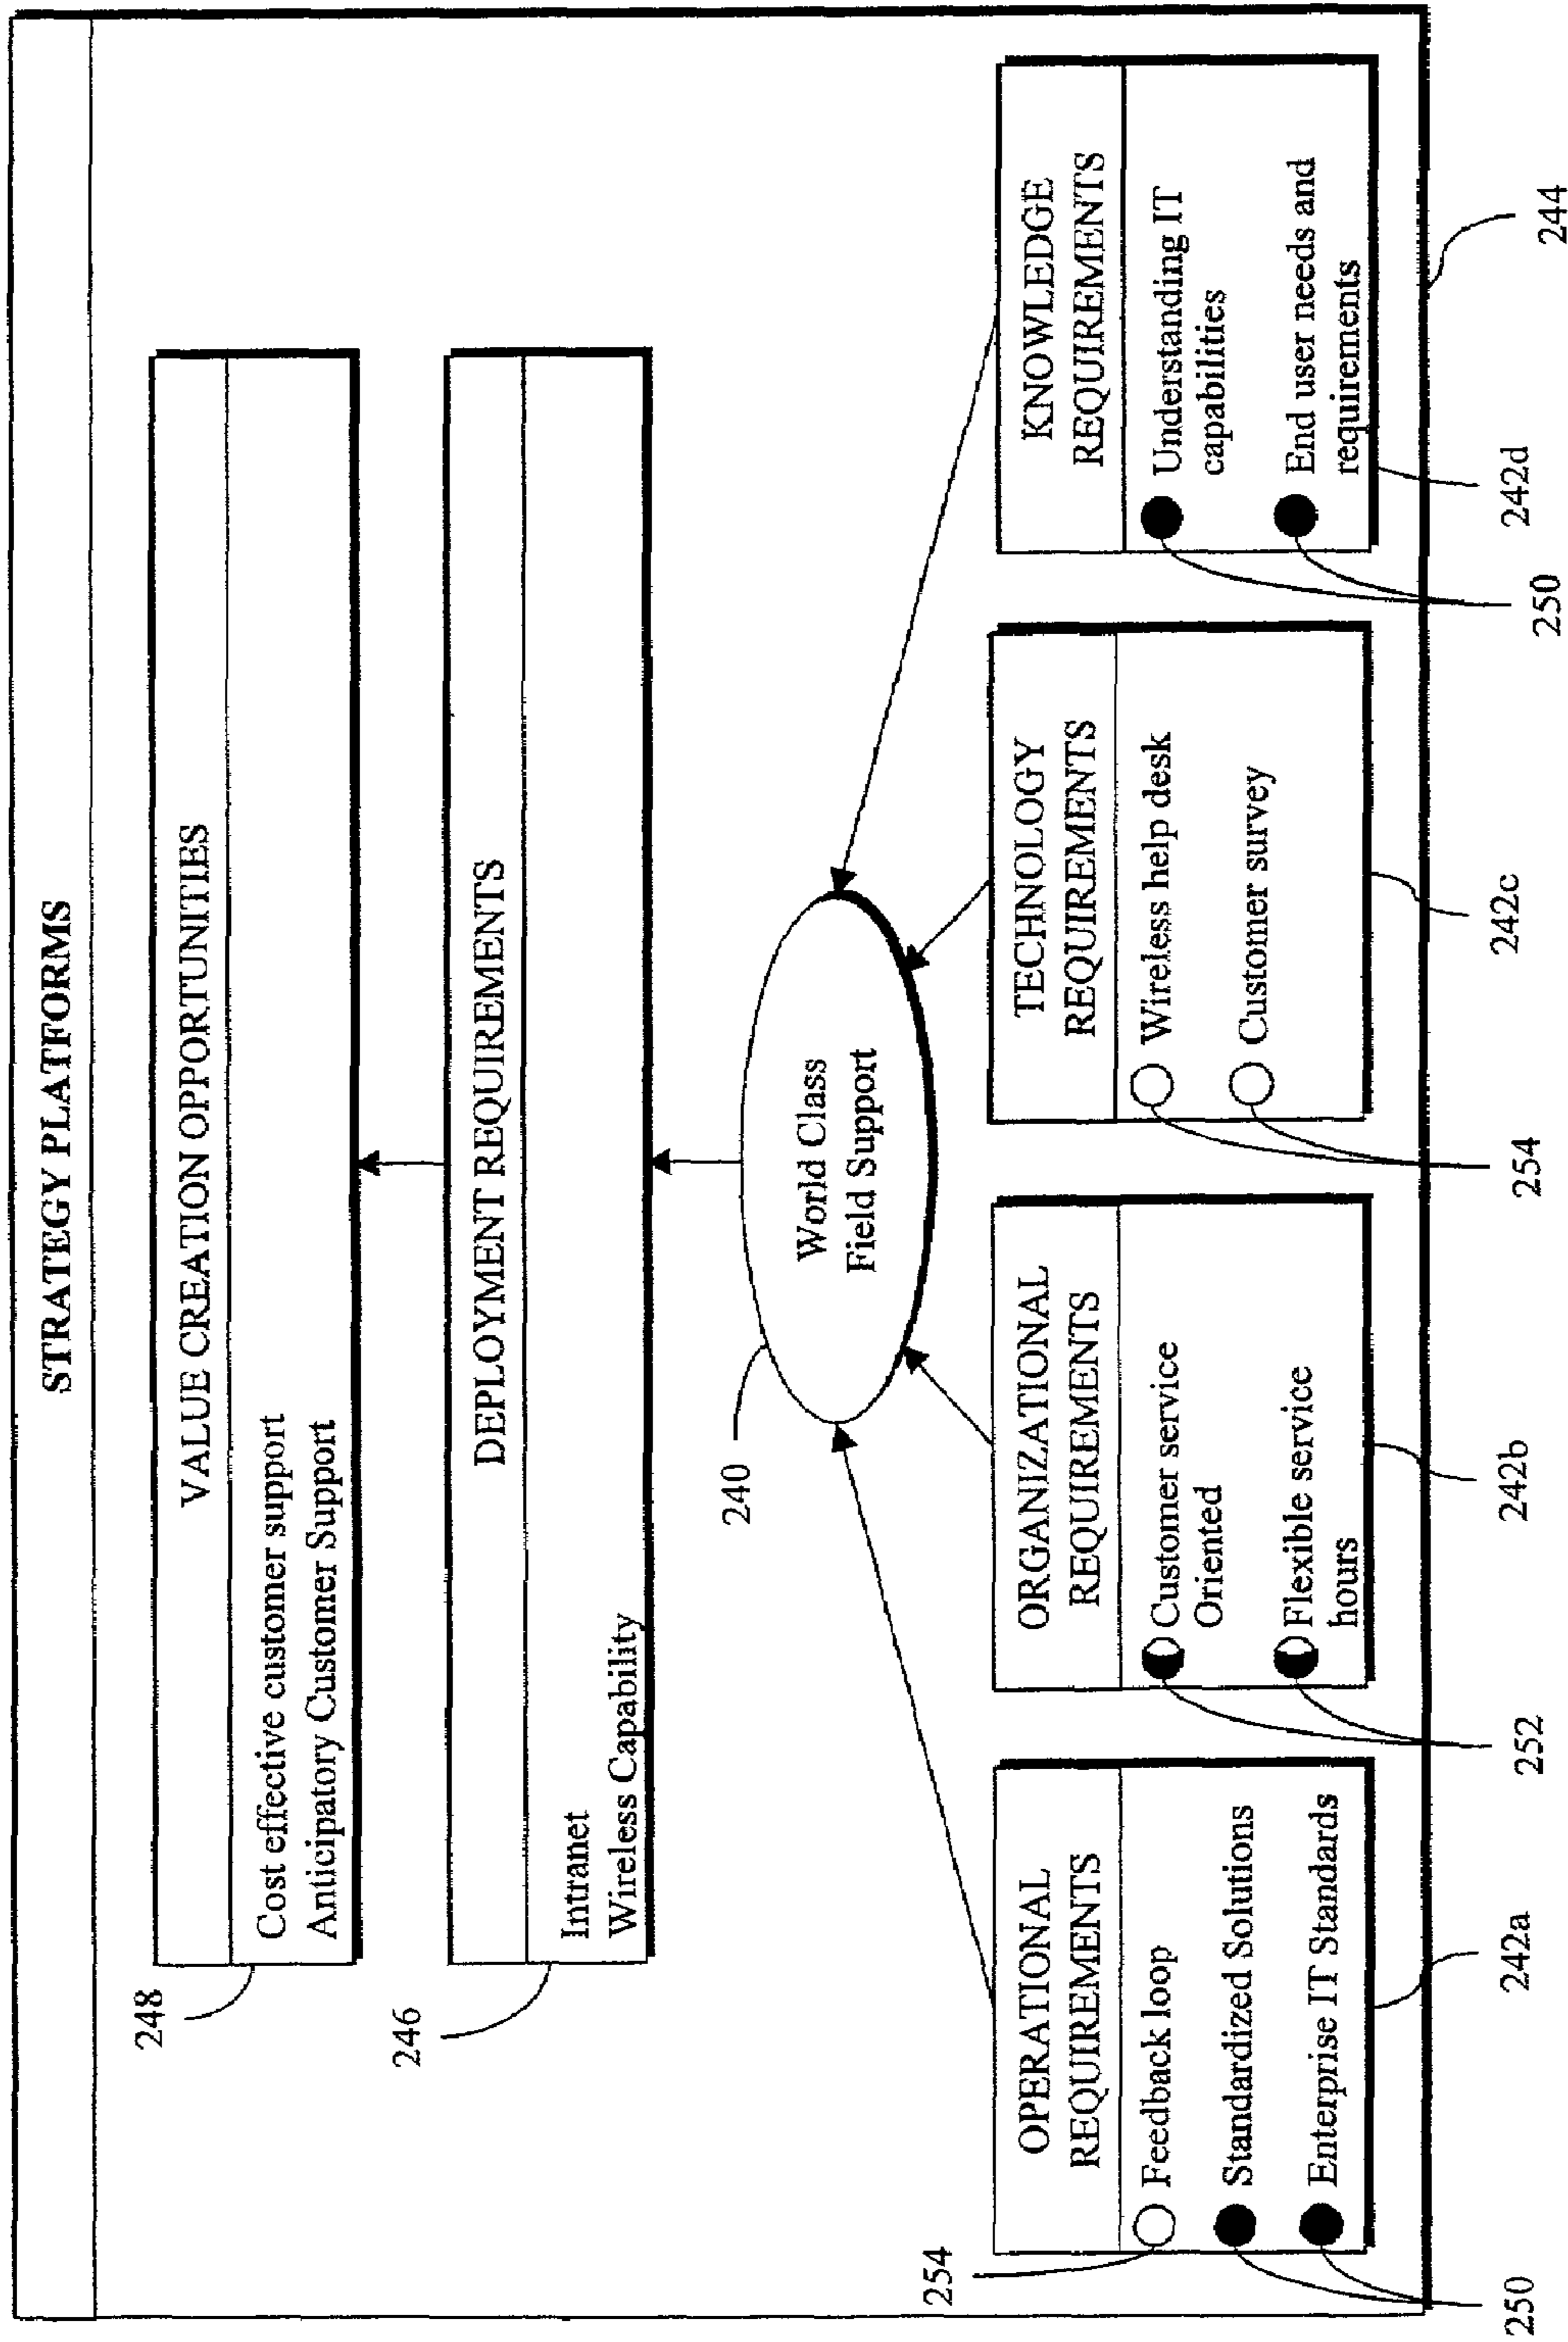 STRATEGY PLATFORMS
248
VALUE CREATION OPPORTUNITIES
Cost effective customer support
Anticipatory Customer Support
246
DEPLOYMENT REQUIREMENTS
Intranet
Wireless Capability
240
World Class
Field Support
254
OPERATIONAL
REQUIREMENTS
Feedback loop
Standardized Solutions
Enterprise IT Standards
ORGANIZATIONAL
REQUIREMENTS
Customer service
Oriented
Flexible service
hours
TECHNOLOGY
REQUIREMENTS
Wireless help desk
Customer survey
KNOWLEDGE
REQUIREMENTS
Understanding IT
capabilities
End user needs and
requirements
250
242a
252
242b
254
242c
250
242d
244